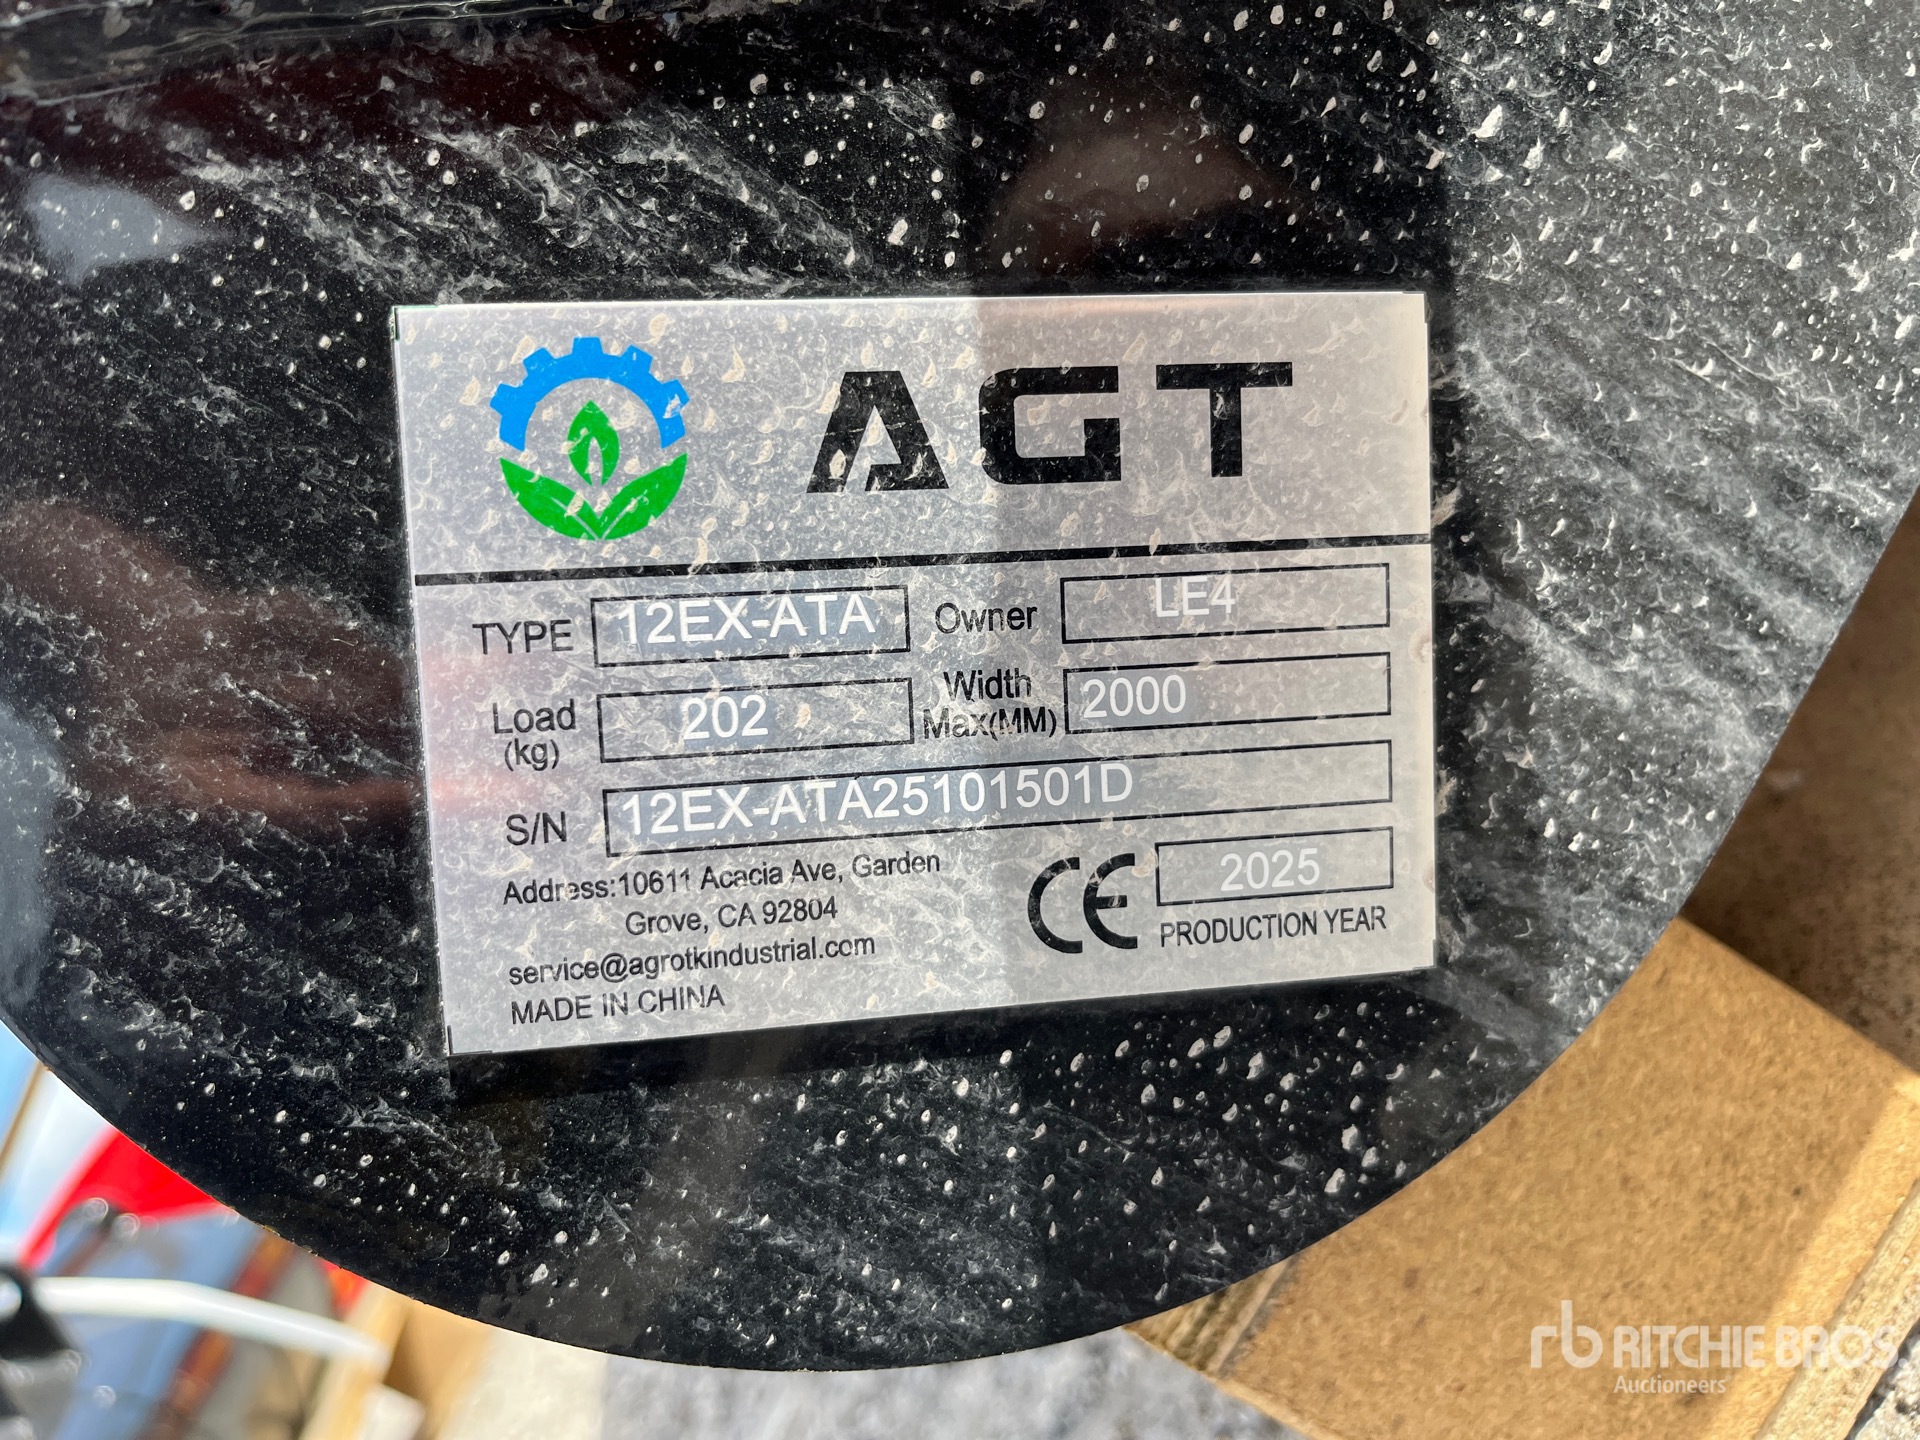 AGT
TYPE 12EX-ATA Owner LE4
Load (kg) 202 Width Max(MM) 2000
S/N 12EX-ATA25101501D
Address:10611 Acacia Ave, Garden
Grove, CA 92804
service@agrotkindustrial.com
MADE IN CHINA
CE 2025
PRODUCTION YEAR
rb RITCHIE BROS.
Auctioneers